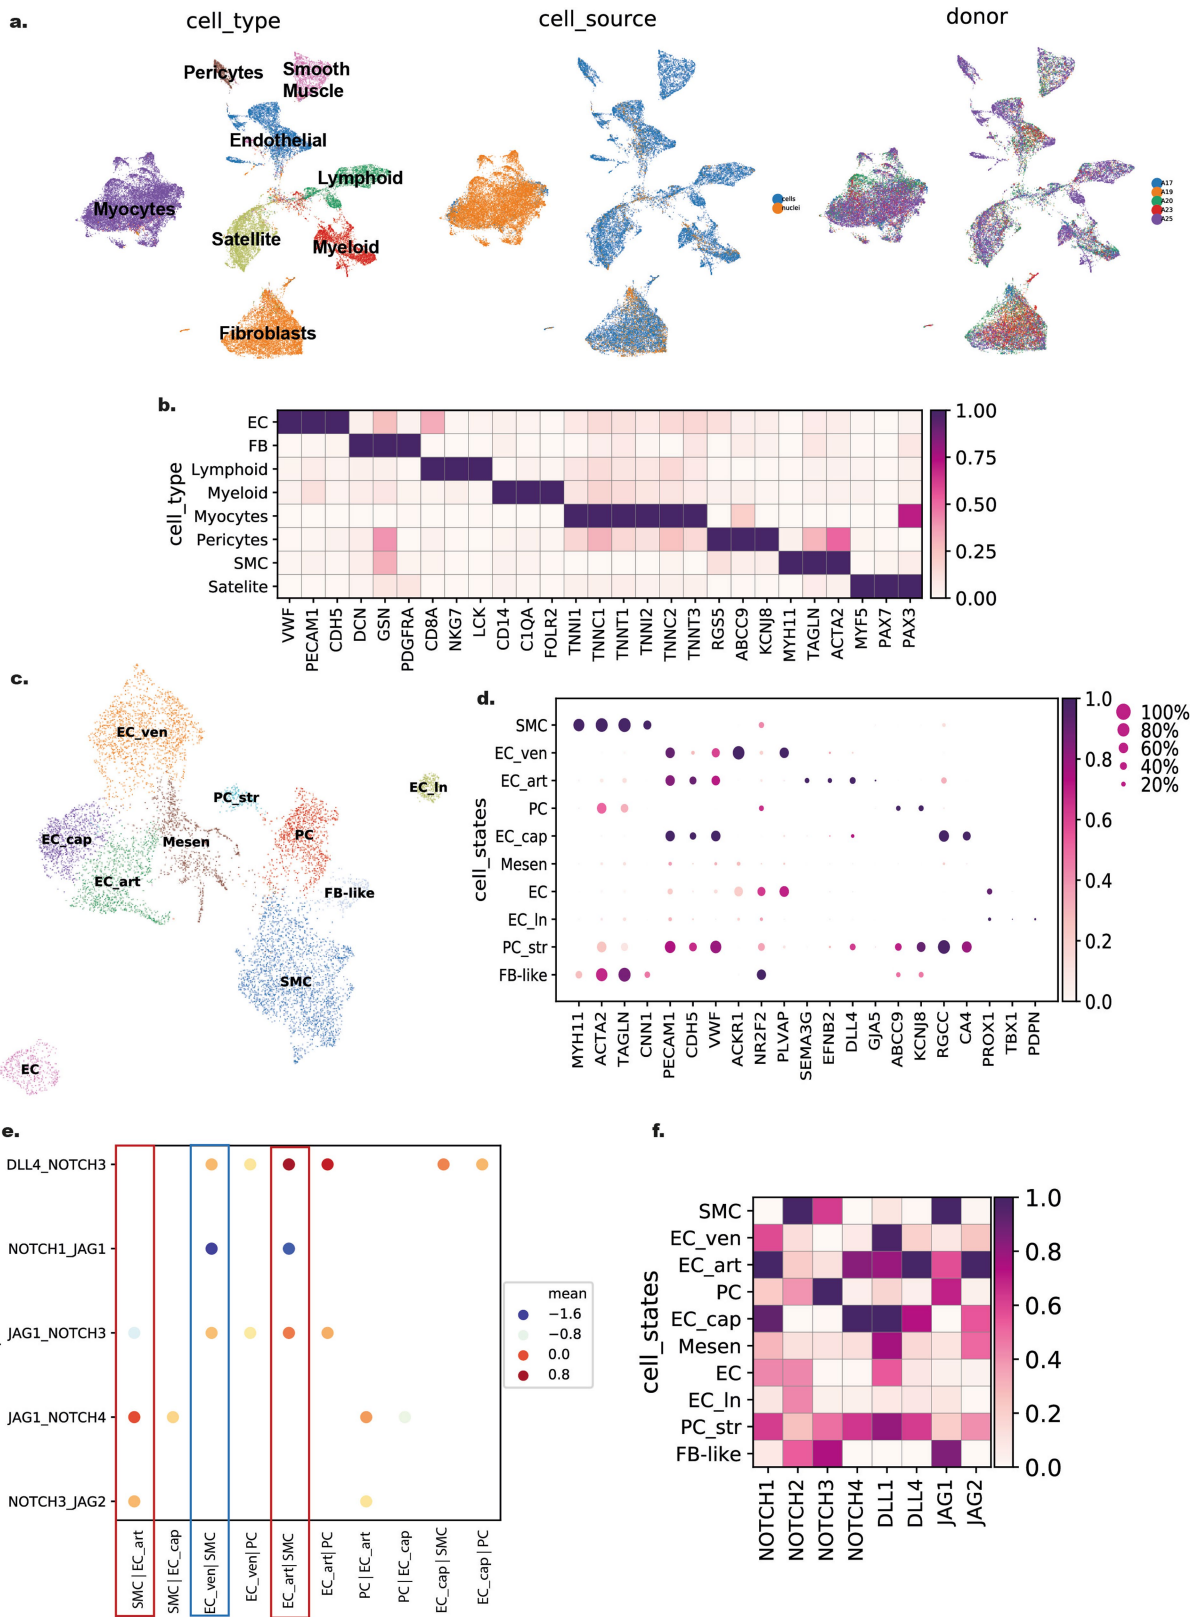 a.
cell_type
cell_source
donor
Pericytes
Smooth
Muscle
Endothelial
Lymphoid
Myocytes
Satellite
Myeloid
Fibroblasts
cells
nuclei
A17
A19
A20
A23
A25
b.
cell_type
EC
FB
Lymphoid
Myeloid
Myocytes
Pericytes
SMC
Satelite
1.00
0.75
0.50
0.25
0.00
VWF
PECAM1
CDH5
DCN
GSN
PDGFRA
CD8A
NKG7
LCK
CD14
C1QA
FOLR2
TNNI1
TNNC1
TNNT1
TNNI2
TNNC2
TNNT3
RGS5
ABCC9
KCNJ8
MYH11
TAGLN
ACTA2
MYF5
PAX7
PAX3
c.
EC_ven
EC_ln
PC_str
EC_cap
Mesen
PC
EC_art
FB-like
SMC
EC
d.
cell_states
SMC
EC_ven
EC_art
PC
EC_cap
Mesen
EC
EC_ln
PC_str
FB-like
1.0
0.8
0.6
0.4
0.2
0.0
100%
80%
60%
40%
20%
MYH11
ACTA2
TAGLN
CNN1
PECAM1
CDH5
VWF
ACKR1
NR2F2
PLVAP
SEMA3G
EFNB2
DLL4
GJA5
ABCC9
KCNJ8
RGCC
CA4
PROX1
TBX1
PDPN
e.
DLL4_NOTCH3
NOTCH1_JAG1
JAG1_NOTCH3
JAG1_NOTCH4
NOTCH3_JAG2
mean
−1.6
−0.8
0.0
0.8
SMC | EC_art
SMC | EC_cap
EC_ven| SMC
EC_ven| PC
EC_art| SMC
EC_art| PC
PC | EC_art
PC | EC_cap
EC_cap | SMC
EC_cap | PC
f.
cell_states
SMC
EC_ven
EC_art
PC
EC_cap
Mesen
EC
EC_ln
PC_str
FB-like
1.0
0.8
0.6
0.4
0.2
0.0
NOTCH1
NOTCH2
NOTCH3
NOTCH4
DLL1
DLL4
JAG1
JAG2